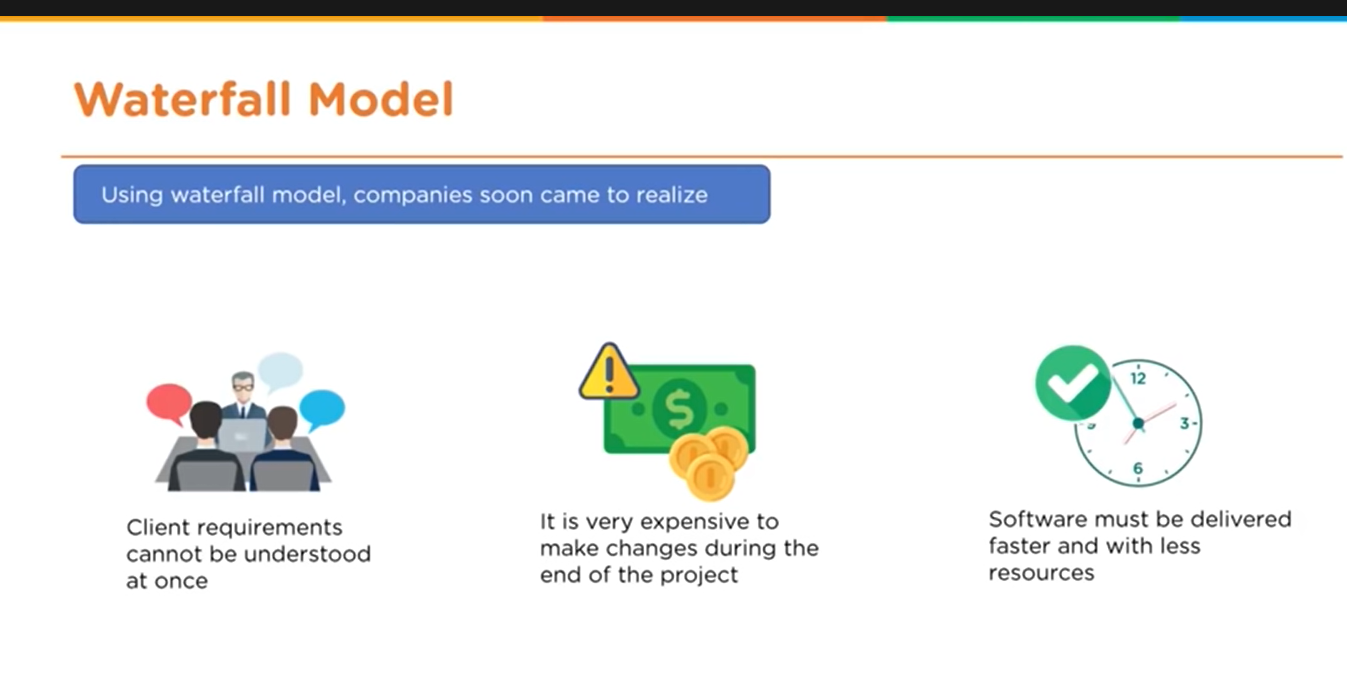 Waterfall Model
Using waterfall model, companies soon came to realize
12
3
6
Client requirements
cannot be understood
at once
It is very expensive to
make changes during the
end of the project
Software must be delivered
faster and with less
resources